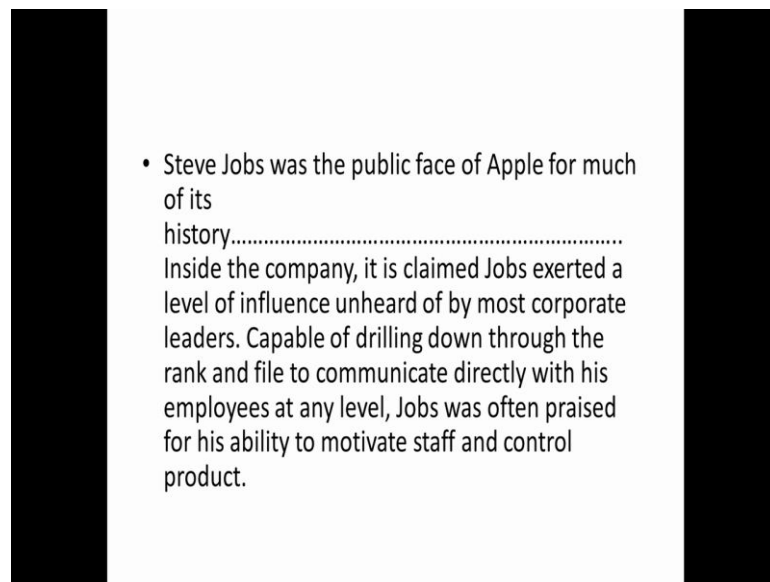 • Steve Jobs was the public face of Apple for much
of its
history……………………………………………………………..
Inside the company, it is claimed Jobs exerted a
level of influence unheard of by most corporate
leaders. Capable of drilling down through the
rank and file to communicate directly with his
employees at any level, Jobs was often praised
for his ability to motivate staff and control
product.